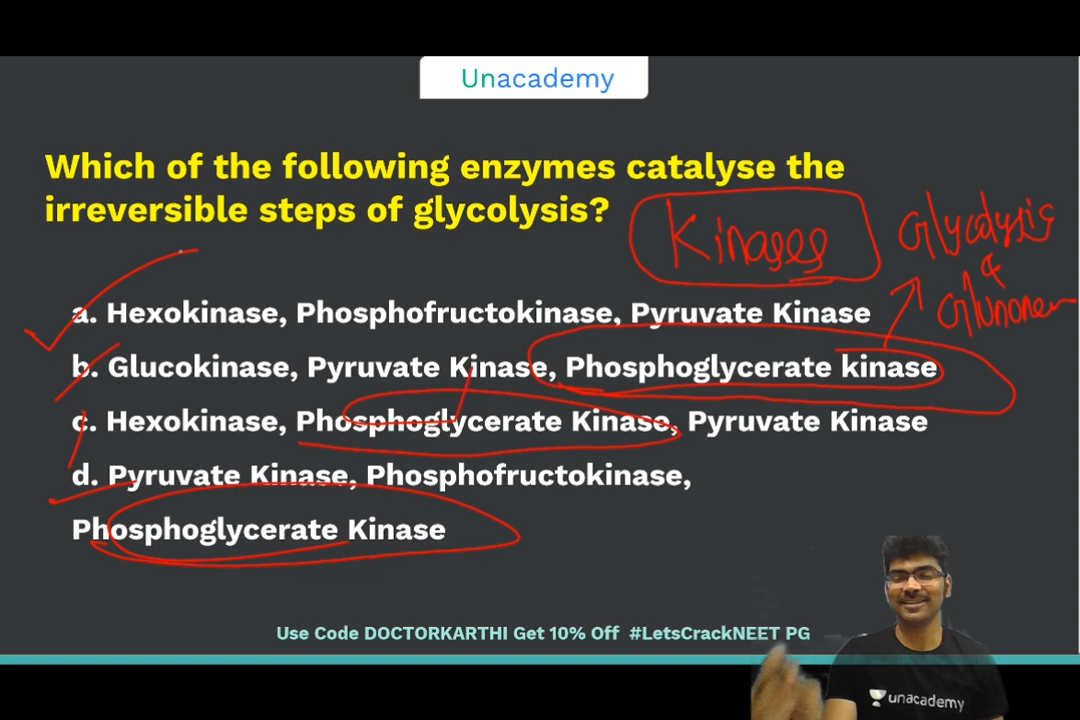 Unacademy
Which of the following enzymes catalyse the
irreversible steps of glycolysis?
Kinases
Glycolysis
&
a. Hexokinase, Phosphofructokinase, Pyruvate Kinase
b. Glucokinase, Pyruvate Kinase, Phosphoglycerate kinase
c. Hexokinase, Phosphoglycerate Kinase, Pyruvate Kinase
d. Pyruvate Kinase, Phosphofructokinase,
Phosphoglycerate Kinase
Use Code DOCTORKARTHI Get 10% Off #LetsCrackNEET PG
unacademy